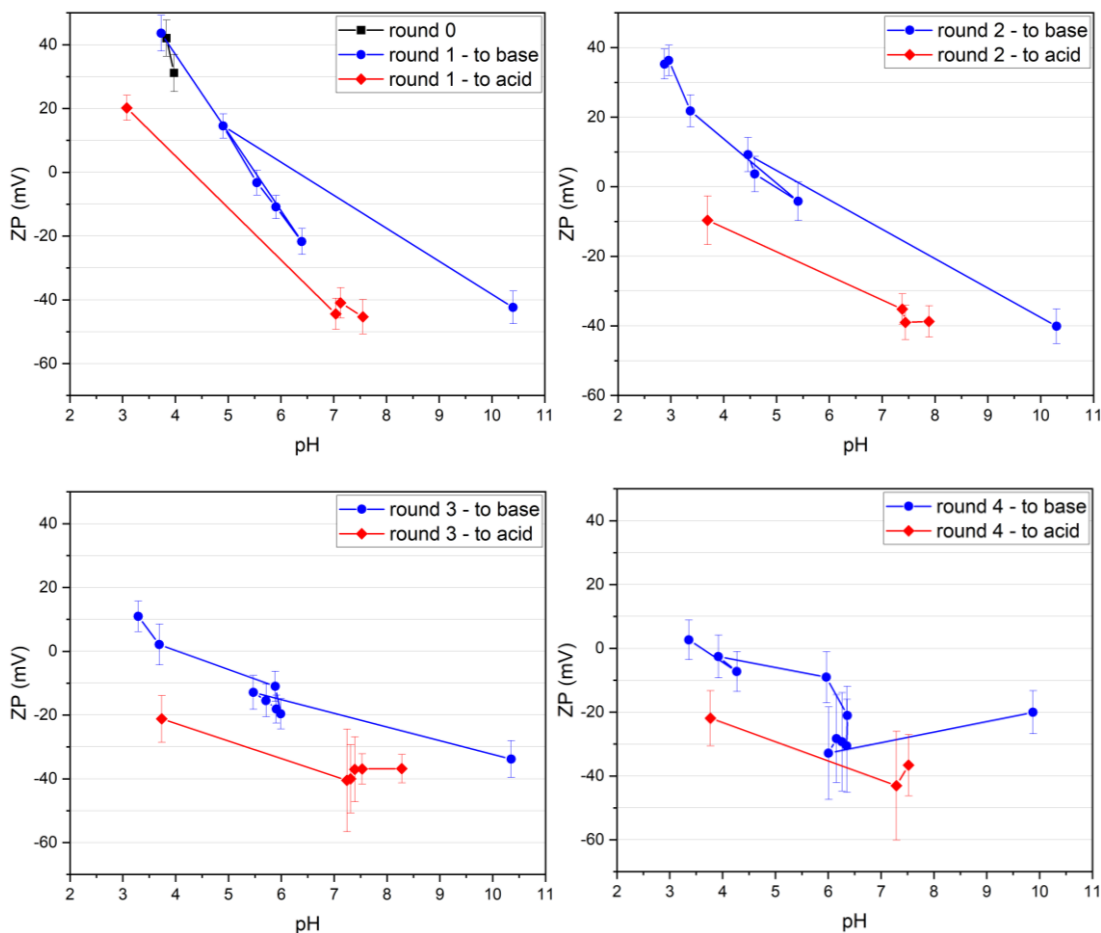 round 0
round 1 - to base
round 1 - to acid
40
20
0
-20
-40
-60
ZP (mV)
2 3 4 5 6 7 8 9 10 11
pH
round 2 - to base
round 2 - to acid
40
20
0
-20
-40
-60
ZP (mV)
2 3 4 5 6 7 8 9 10 11
pH
round 3 - to base
round 3 - to acid
40
20
0
-20
-40
-60
ZP (mV)
2 3 4 5 6 7 8 9 10 11
pH
round 4 - to base
round 4 - to acid
40
20
0
-20
-40
-60
-80
ZP (mV)
2 3 4 5 6 7 8 9 10 11
pH